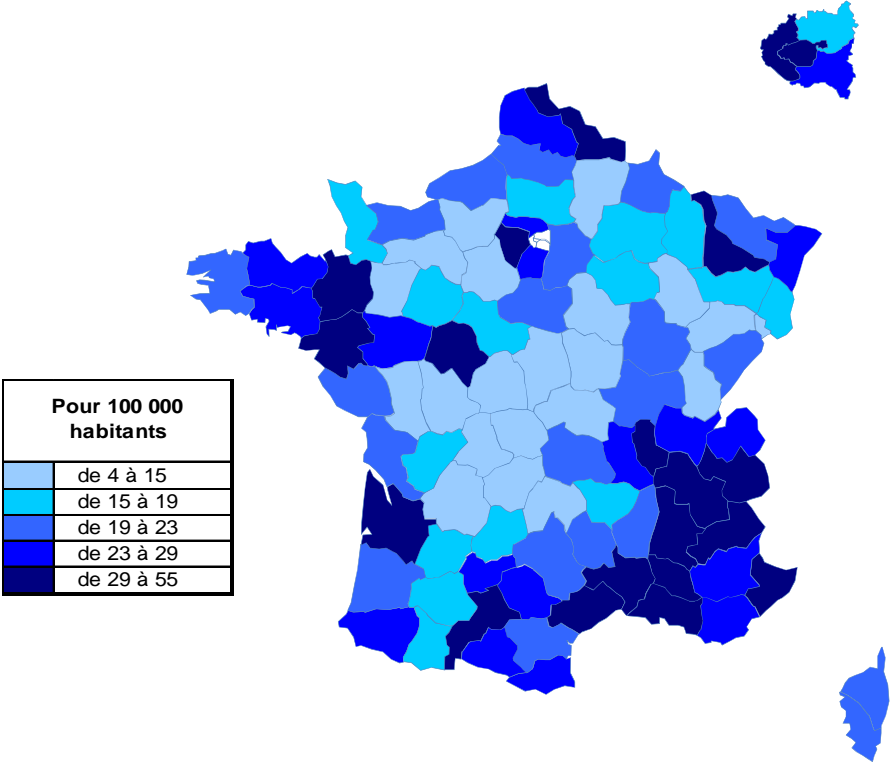 Pour 100 000
habitants
de 4 à 15
de 15 à 19
de 19 à 23
de 23 à 29
de 29 à 55